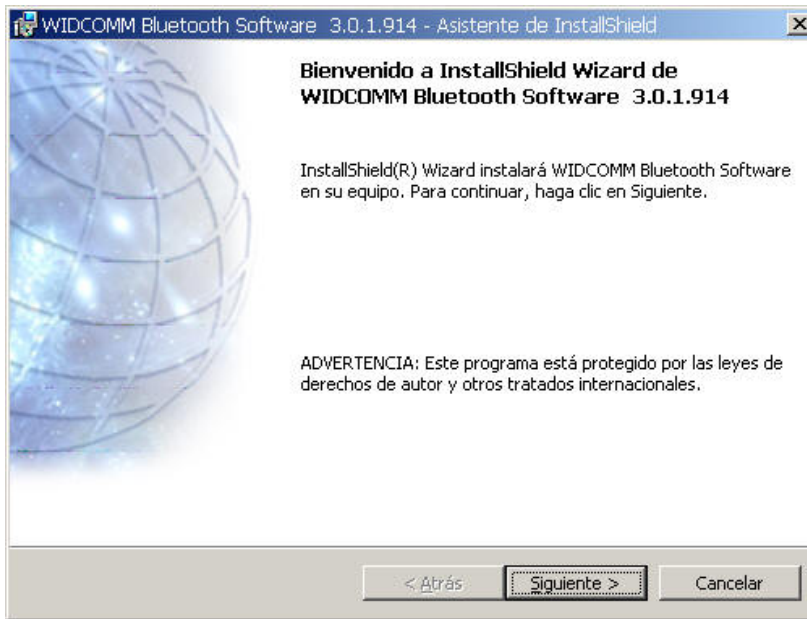 WIDCOMM Bluetooth Software 3.0.1.914 - Asistente de InstallShield
Bienvenido a InstallShield Wizard de
WIDCOMM Bluetooth Software 3.0.1.914
InstallShield(R) Wizard instalará WIDCOMM Bluetooth Software
en su equipo. Para continuar, haga clic en Siguiente.
ADVERTENCIA: Este programa está protegido por las leyes de
derechos de autor y otros tratados internacionales.
< Atrás
Siguiente >
Cancelar